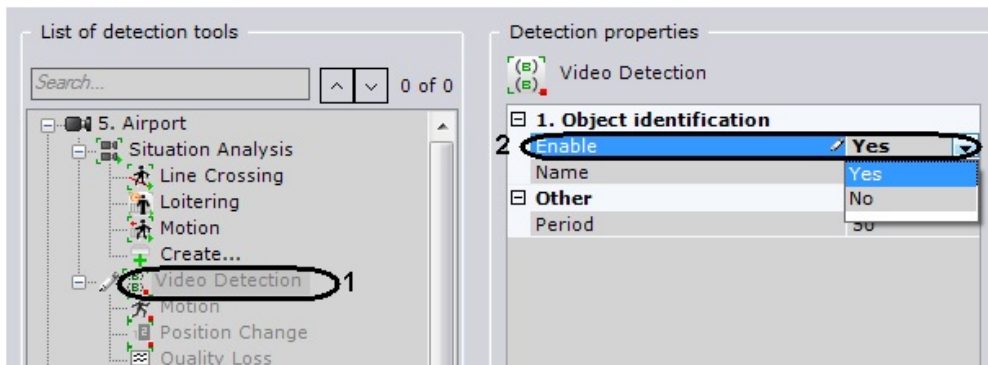 List of detection tools
Search...
0 of 0
5. Airport
Situation Analysis
Line Crossing
Loitering
Motion
Create...
Video Detection
1
Motion
Position Change
Quality Loss
Detection properties
Video Detection
1. Object identification
2 Enable Yes
Name Yes
Other No
Period 50